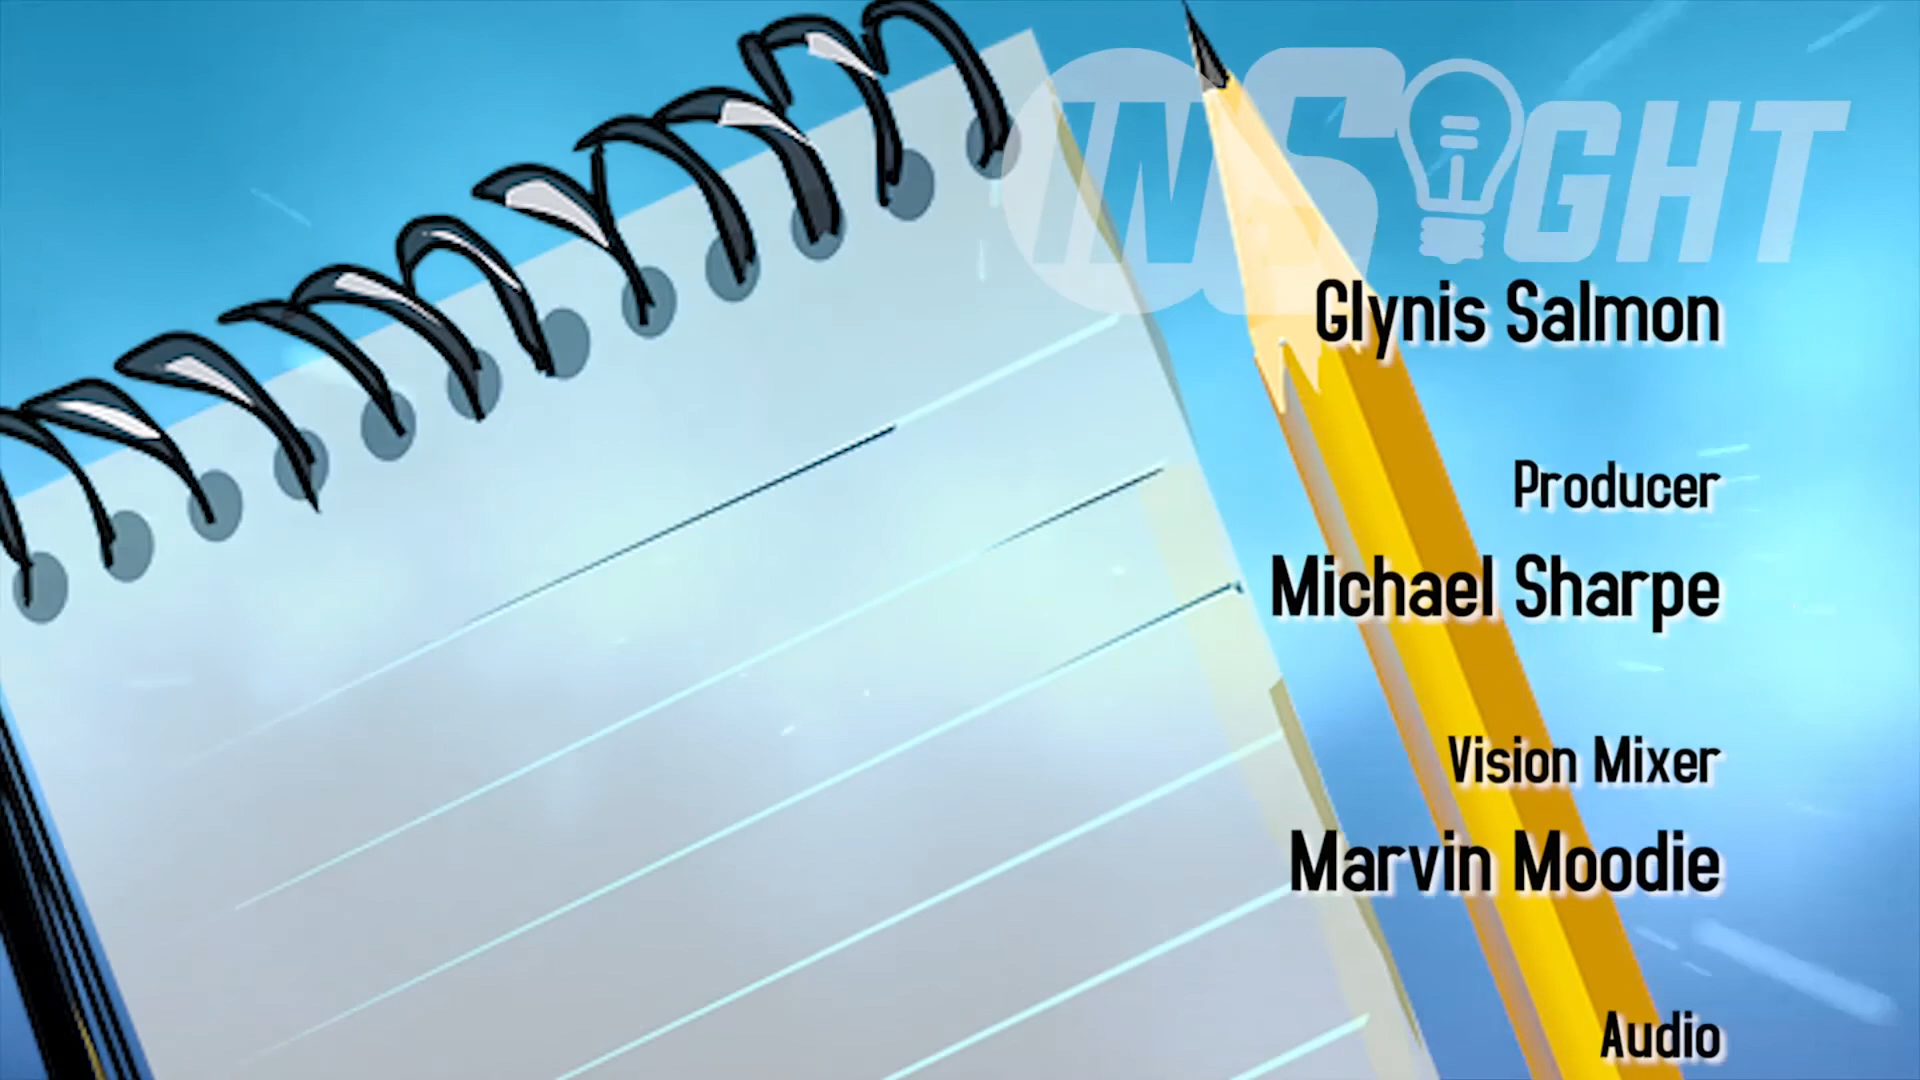 INSIGHT
Glynis Salmon
Producer
Michael Sharpe
Vision Mixer
Marvin Moodie
Audio